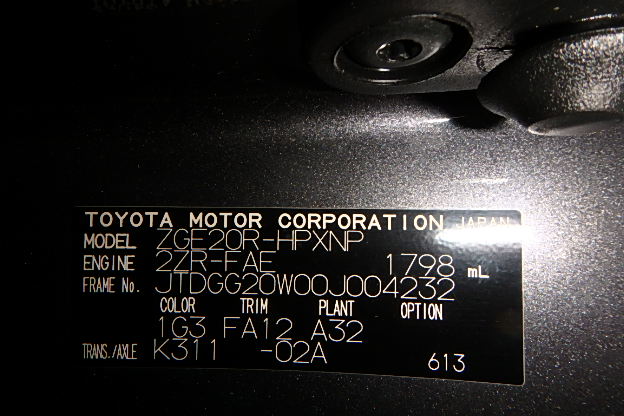 TOYOTA MOTOR CORPORATION JAPAN
MODEL ZGE20R-HPXNP
ENGINE 2ZR-FAE 1798 mL
FRAME No. JTDGG20W00J004232
COLOR TRIM PLANT OPTION
1G3 FA12 A32
TRANS./AXLE K311 -02A 613